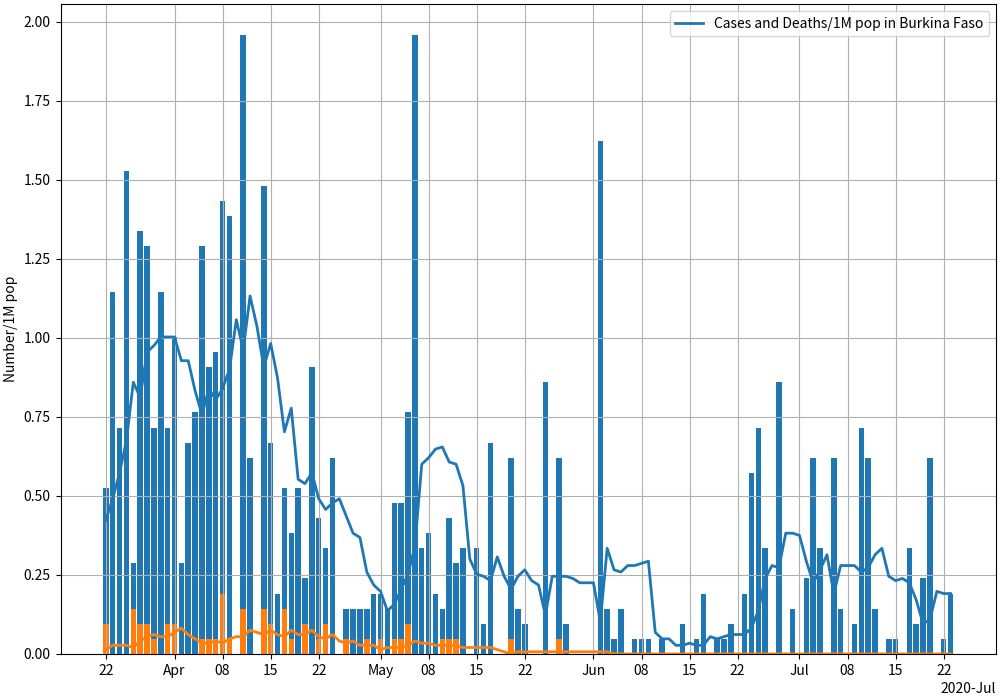 Cases and Deaths/1M pop in Burkina Faso
2.00
1.75
1.50
1.25
1.00
0.75
0.50
0.25
0.00
Number/1M pop
22 Apr 08 15 22 May 08 15 22 Jun 08 15 22 Jul 08 15 22
2020-Jul